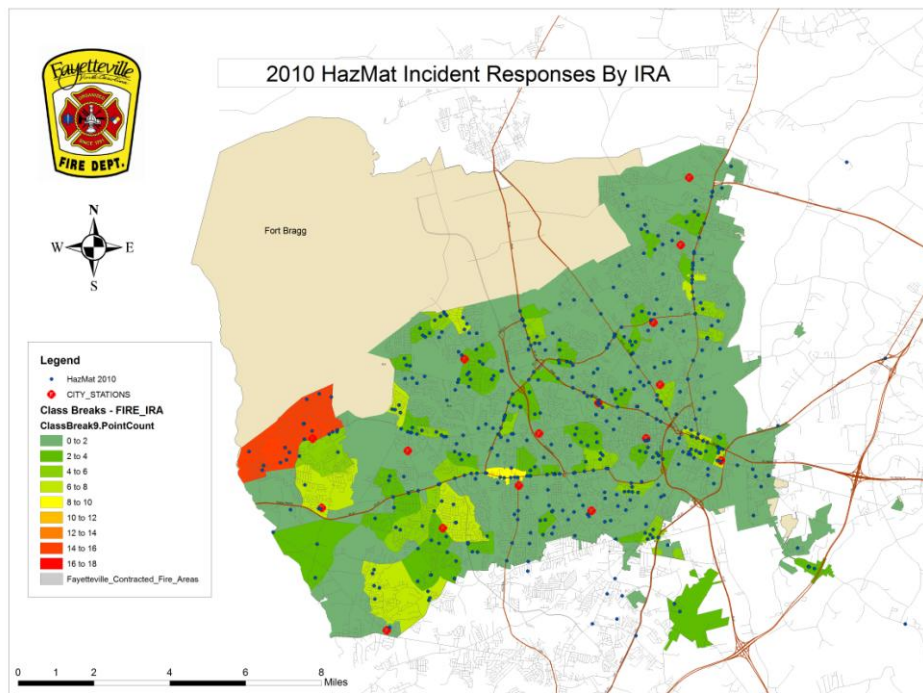 Fayetteville
FIRE DEPT.
2010 HazMat Incident Responses By IRA
N
W E
S
Fort Bragg
Legend
HazMat 2010
CITY_STATIONS
Class Breaks - FIRE_IRA
ClassBreak9.PointCount
0 to 2
2 to 4
4 to 6
6 to 8
8 to 10
10 to 12
12 to 14
14 to 16
16 to 18
Fayetteville_Contracted_Fire_Areas
0 2 4 6 8
Miles